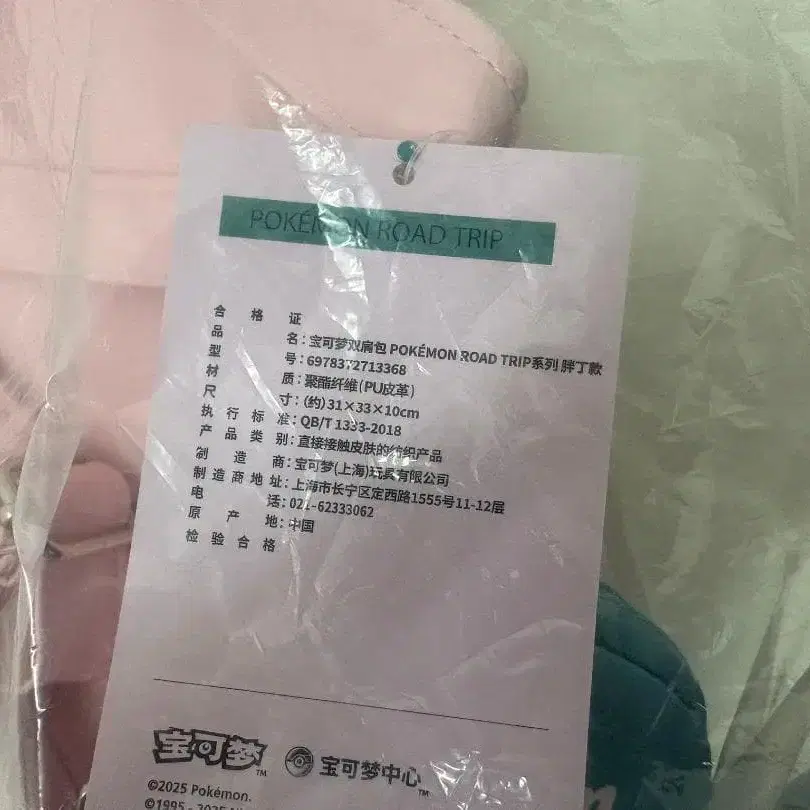 POKÉMON ROAD TRIP
合格证
品名：宝可梦双肩包 POKÉMON ROAD TRIP系列 胖丁款
型号：6978372713368
材质：聚酯纤维(PU皮革)
尺寸：(约)31×33×10cm
执行标准：QB/T 1333-2018
产品类别：直接接触皮肤的纺织产品
制造商：宝可梦(上海)玩具有限公司
制造商地址：上海市长宁区定西路1555号11-12层
电话：021-62333062
原产地：中国
检验合格
宝可梦™ 宝可梦中心™
©2025 Pokémon.
©1995 - 2025